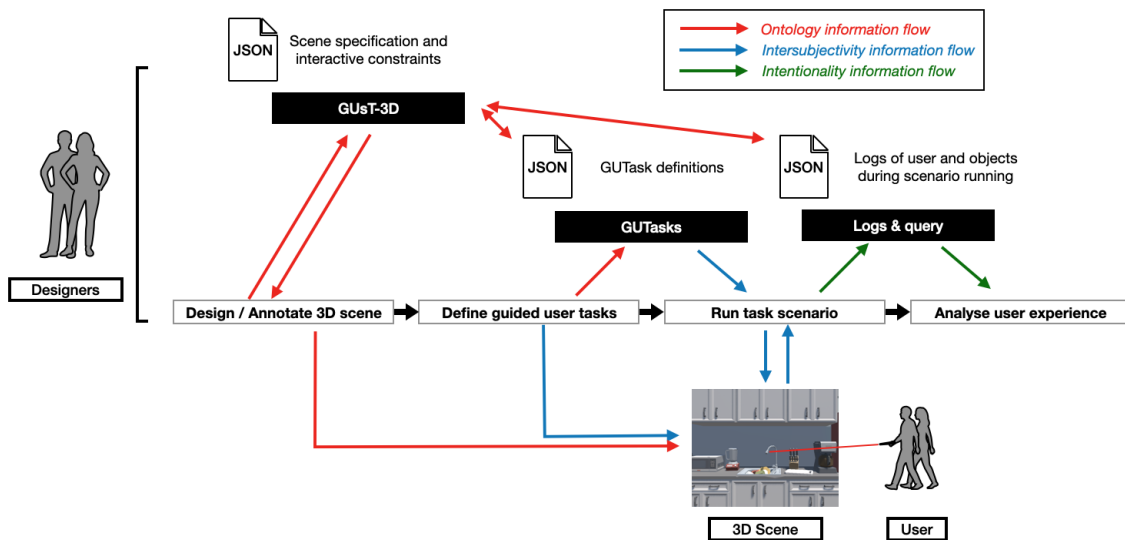 JSON
Scene specification and
interactive constraints
Ontology information flow
Intersubjectivity information flow
Intentionality information flow
GUsT-3D
JSON
GUTask definitions
JSON
Logs of user and objects
during scenario running
GUTasks
Logs & query
Designers
Design / Annotate 3D scene
Define guided user tasks
Run task scenario
Analyse user experience
3D Scene
User